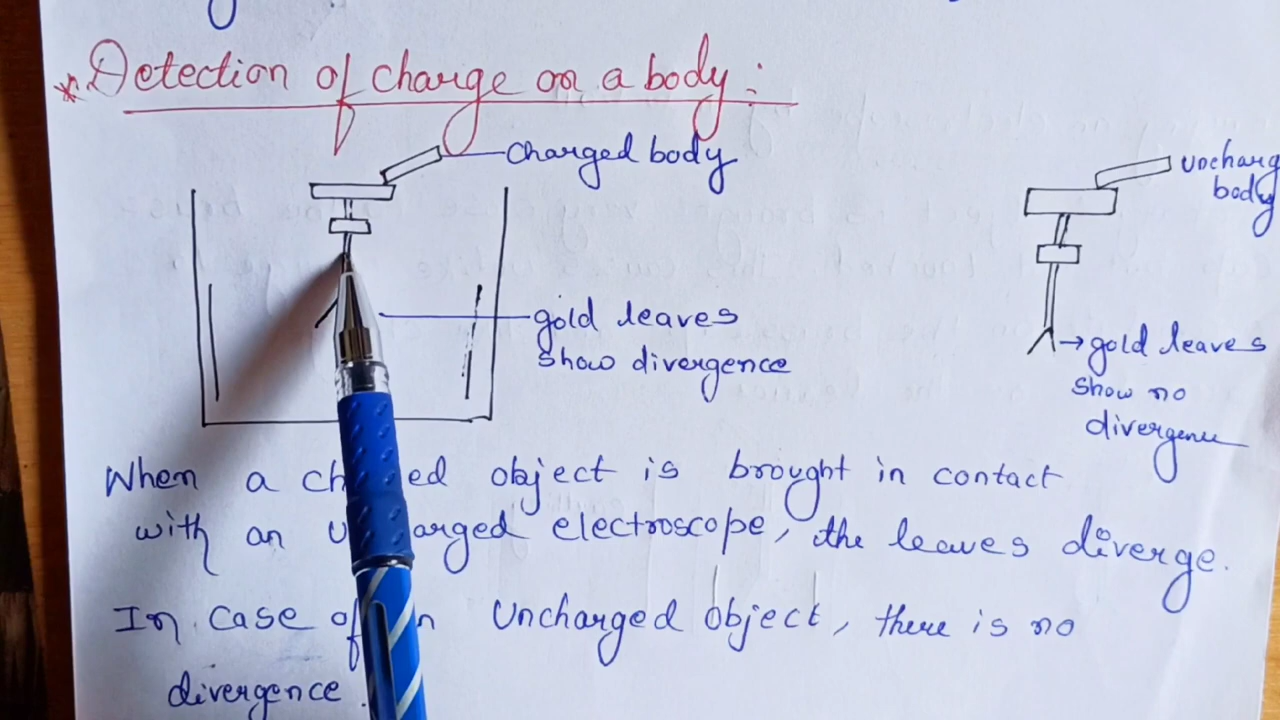 * Detection of charge on a body :
charged body
uncharg
body
gold leaves
show divergence
gold leaves
show no
divergence
When a ch ed object is brought in contact
with an u arged electroscope, the leaves diverge.
In case of n uncharged object, there is no
divergence.